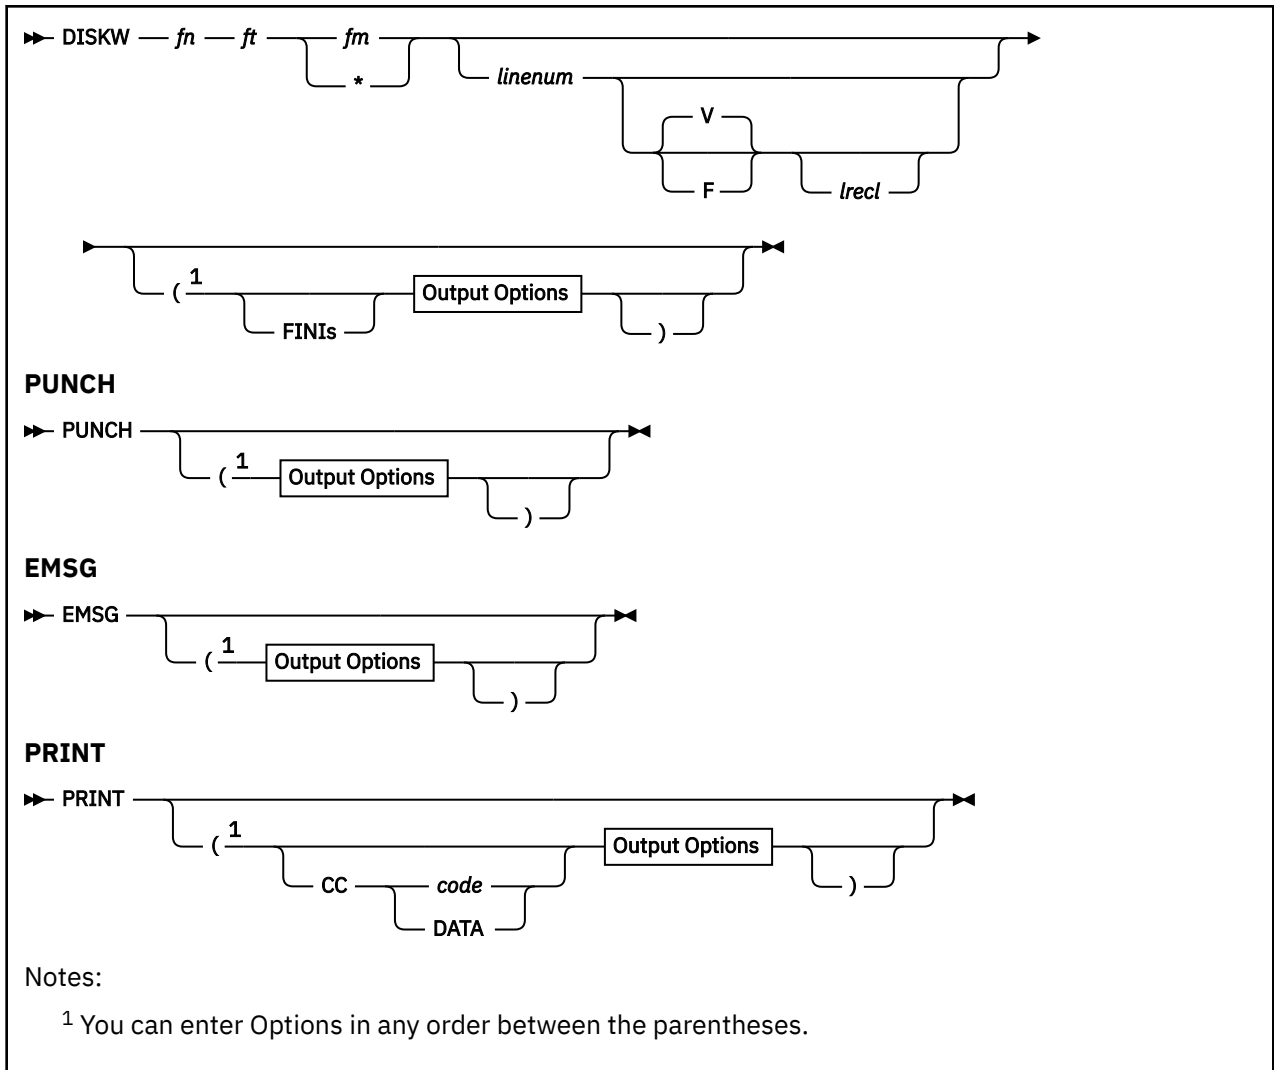 DISKW fn ft fm
*
linenum
V
F
lrecl
( 1 Output Options
FINIs
)
PUNCH
PUNCH
( 1 Output Options
)
EMSG
EMSG
( 1 Output Options
)
PRINT
PRINT
( 1 Output Options
CC code )
DATA
Notes:
1 You can enter Options in any order between the parentheses.